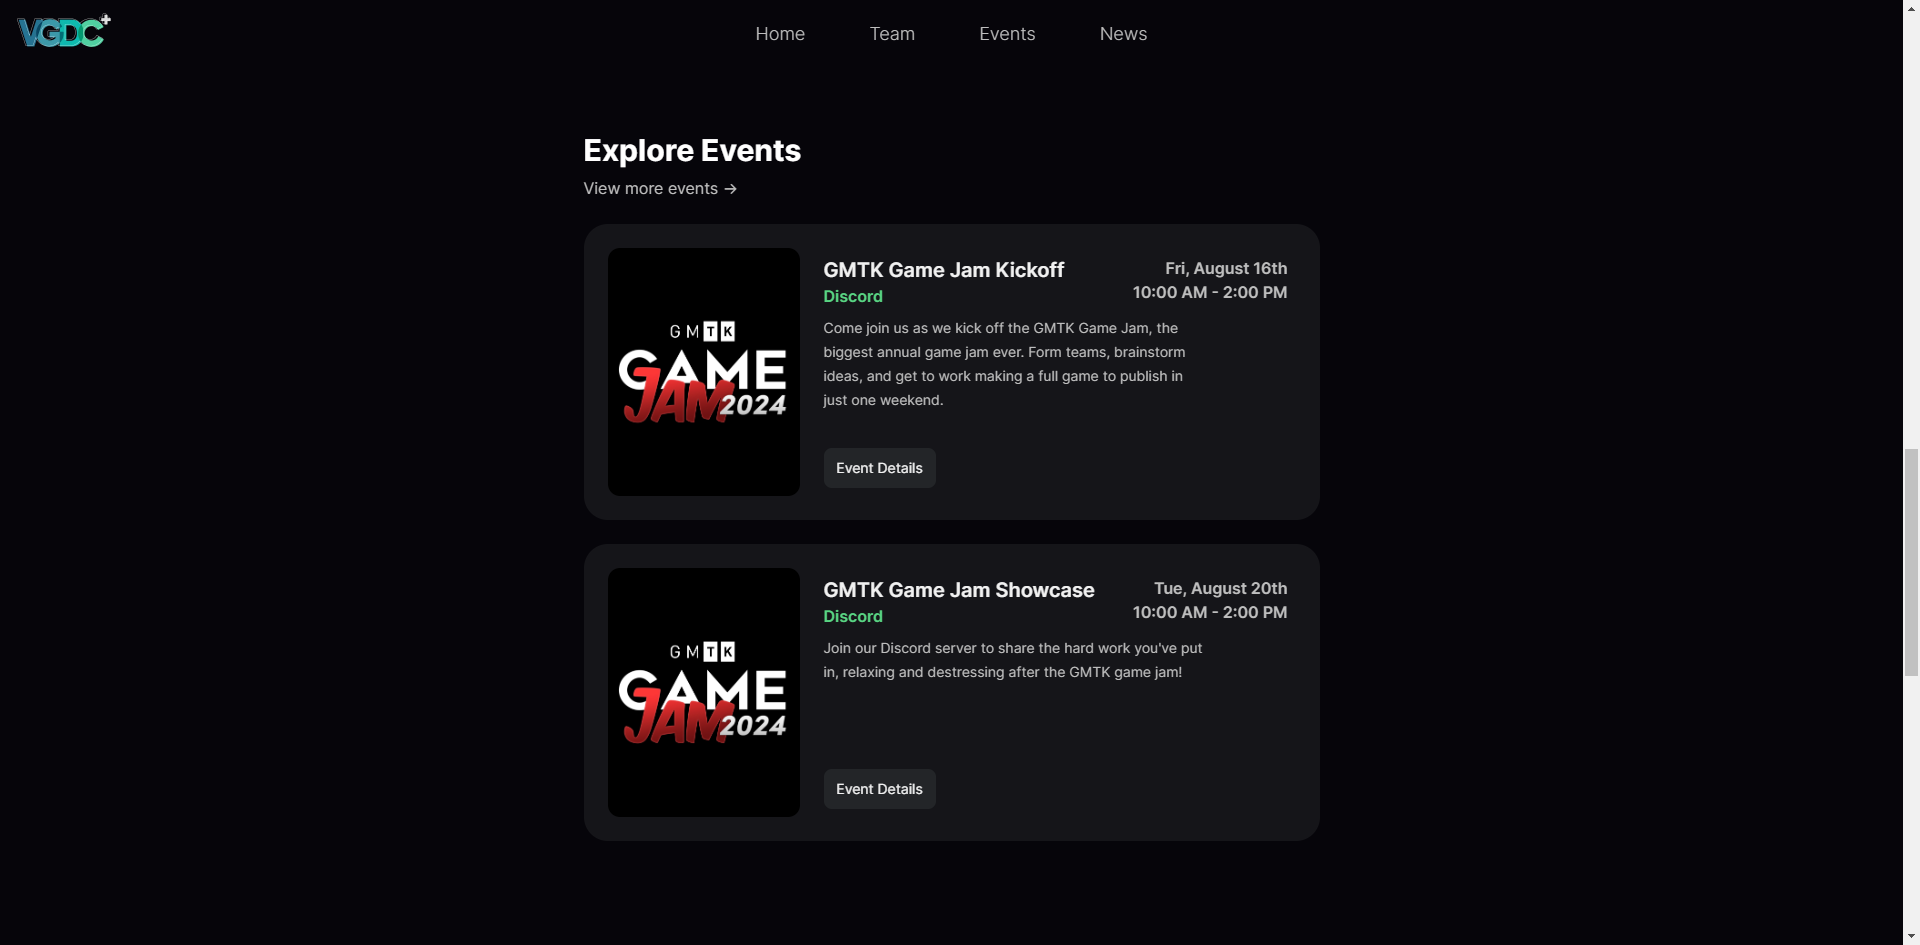 VGDC+
Home
Team
Events
News
Explore Events
View more events →
GMTK
GAME
JAM 2024
GMTK Game Jam Kickoff
Discord
Fri, August 16th
10:00 AM - 2:00 PM
Come join us as we kick off the GMTK Game Jam, the
biggest annual game jam ever. Form teams, brainstorm
ideas, and get to work making a full game to publish in
just one weekend.
Event Details
GMTK
GAME
JAM 2024
GMTK Game Jam Showcase
Discord
Tue, August 20th
10:00 AM - 2:00 PM
Join our Discord server to share the hard work you've put
in, relaxing and destressing after the GMTK game jam!
Event Details